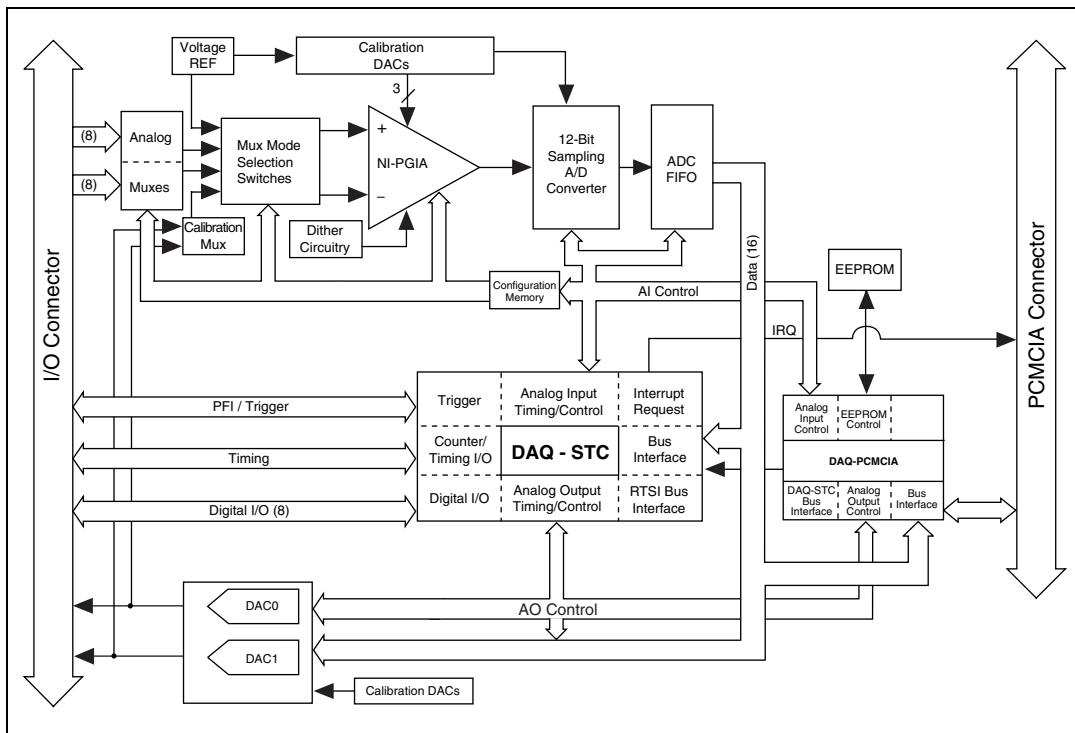 Voltage
REF
Calibration
DACs
3
(8)
Analog
(8)
Muxes
Mux Mode
Selection
Switches
+
NI-PGIA
–
12-Bit
Sampling
A/D
Converter
ADC
FIFO
Calibration
Mux
Dither
Circuitry
Configuration
Memory
AI Control
Data (16)
EEPROM
IRQ
I/O Connector
PCMCIA Connector
PFI / Trigger
Timing
Digital I/O (8)
Trigger
Analog Input
Timing/Control
Interrupt
Request
Counter/
Timing I/O
DAQ - STC
Bus
Interface
Digital I/O
Analog Output
Timing/Control
RTSI Bus
Interface
Analog
Input
Control
EEPROM
Control
DAQ-PCMCIA
DAQ-STC
Bus
Interface
Analog
Output
Control
Bus
Interface
DAC0
AO Control
DAC1
Calibration DACs